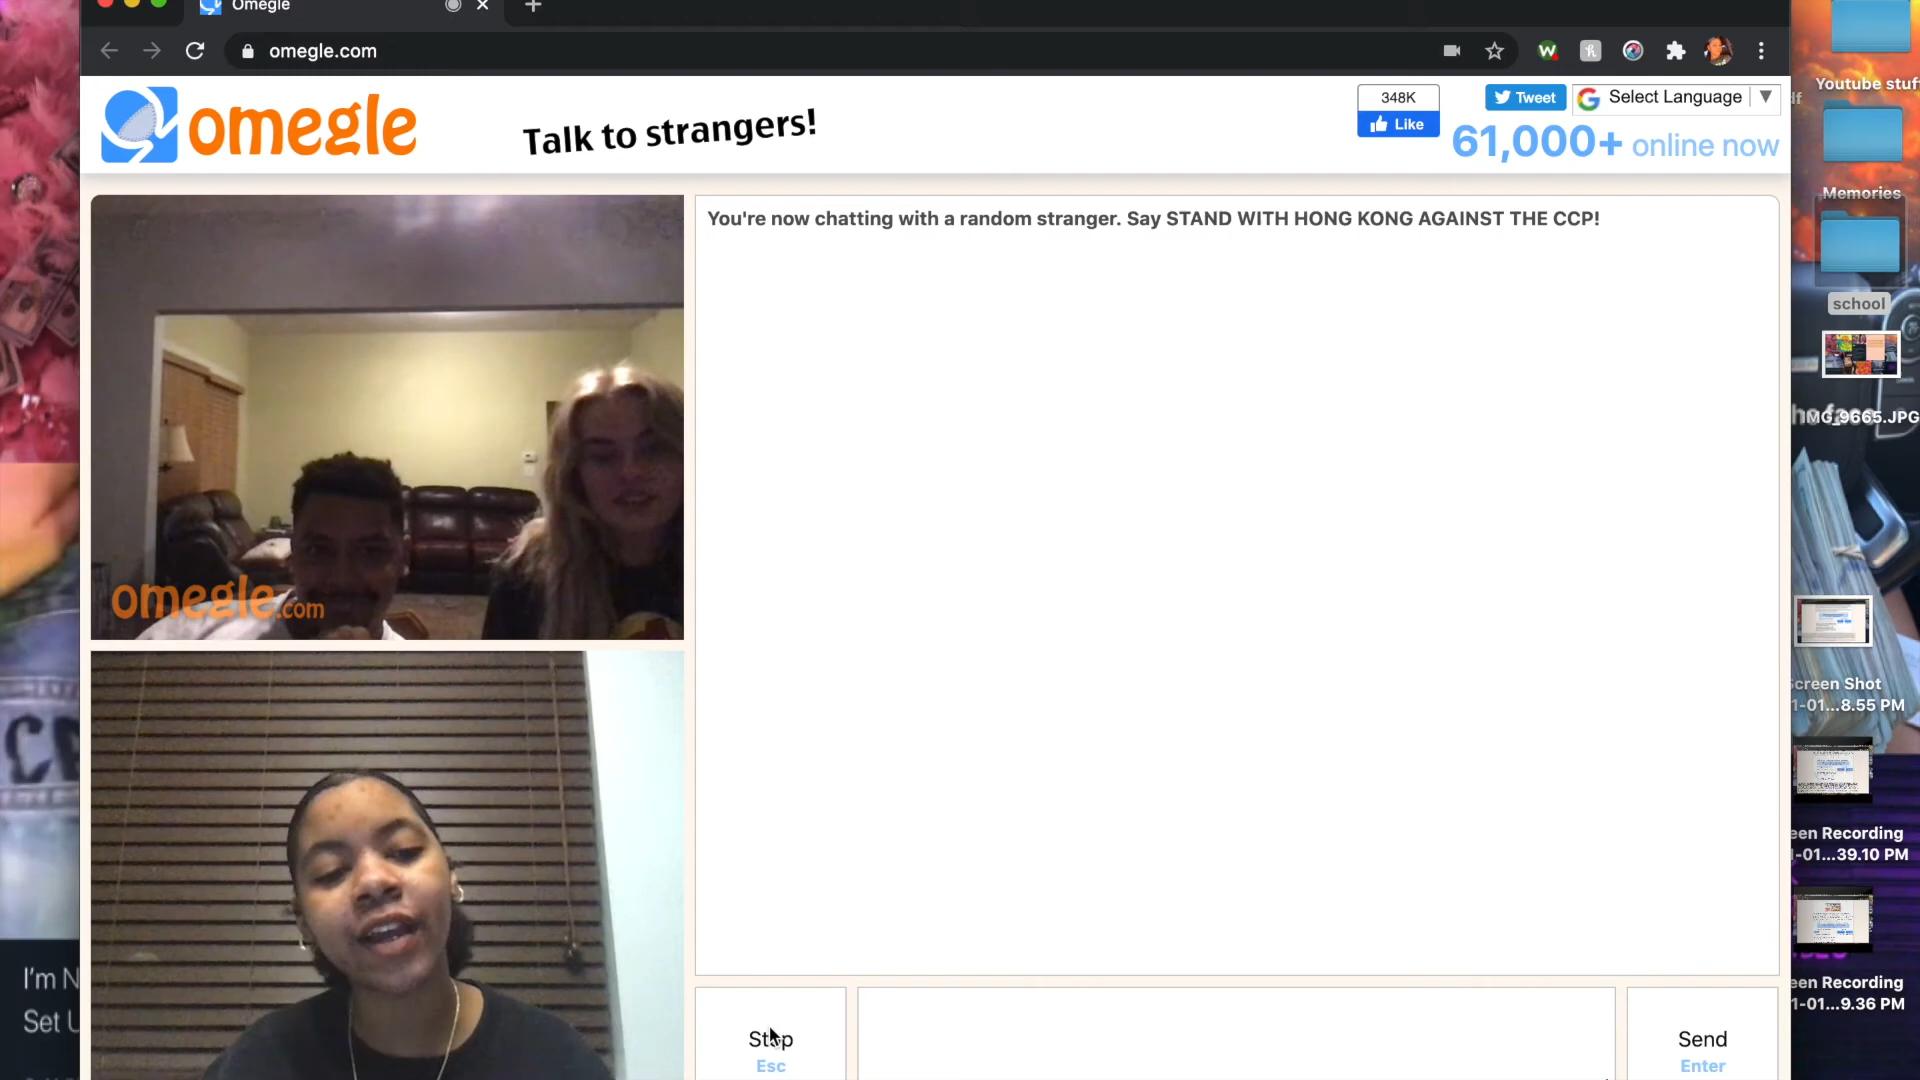 Omegle
omegle.com
omegle
Talk to strangers!
348K
Like
Tweet
Select Language
61,000+ online now
You're now chatting with a random stranger. Say STAND WITH HONG KONG AGAINST THE CCP!
omegle.com
Stop
Esc
Send
Enter
Youtube stuf
Memories
school
IMG_9665.JPG
Screen Shot
1-01...8.55 PM
een Recording
1-01...39.10 PM
een Recording
1-01...9.36 PM
I'm N
Set U